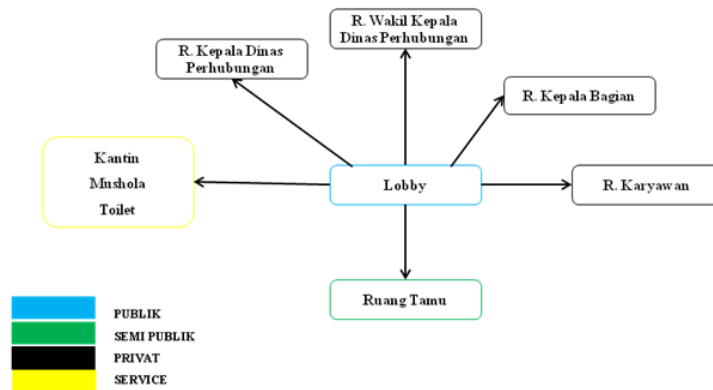 R. Wakil Kepala
Dinas Perhubungan
R. Kepala Dinas
Perhubungan
R. Kepala Bagian
Kantin
Mushola
Toilet
Lobby
R. Karyawan
Ruang Tamu
PUBLIK
SEMI PUBLIK
PRIVAT
SERVICE